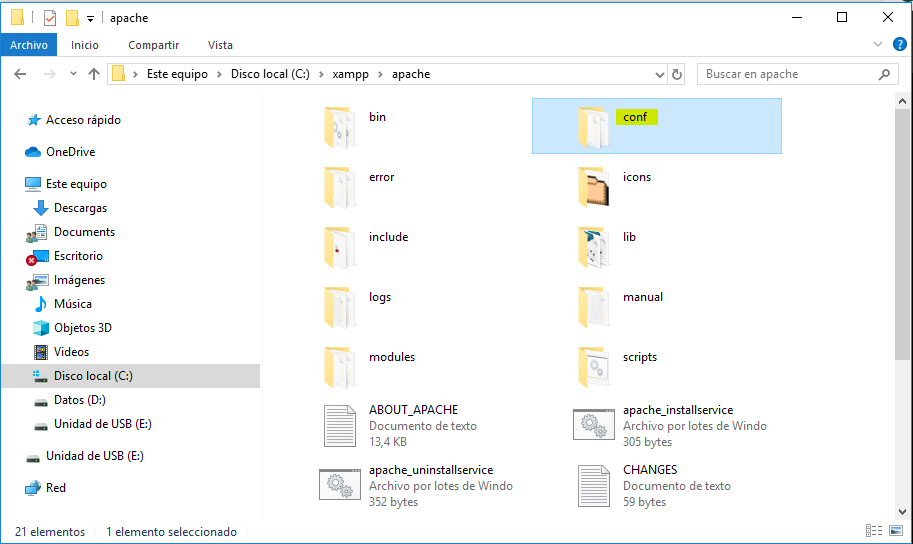 apache
Archivo Inicio Compartir Vista
Este equipo Disco local (C:) xampp apache Buscar en apache
Acceso rápido
OneDrive
Este equipo
Descargas
Documents
Escritorio
Imágenes
Música
Objetos 3D
Videos
Disco local (C:)
Datos (D:)
Unidad de USB (E:)
Unidad de USB (E:)
Red
bin conf
error icons
include lib
logs manual
modules scripts
ABOUT_APACHE
Documento de texto
13,4 KB
apache_installservice
Archivo por lotes de Windo
305 bytes
apache_uninstallservice
Archivo por lotes de Windo
352 bytes
CHANGES
Documento de texto
59 bytes
21 elementos 1 elemento seleccionado